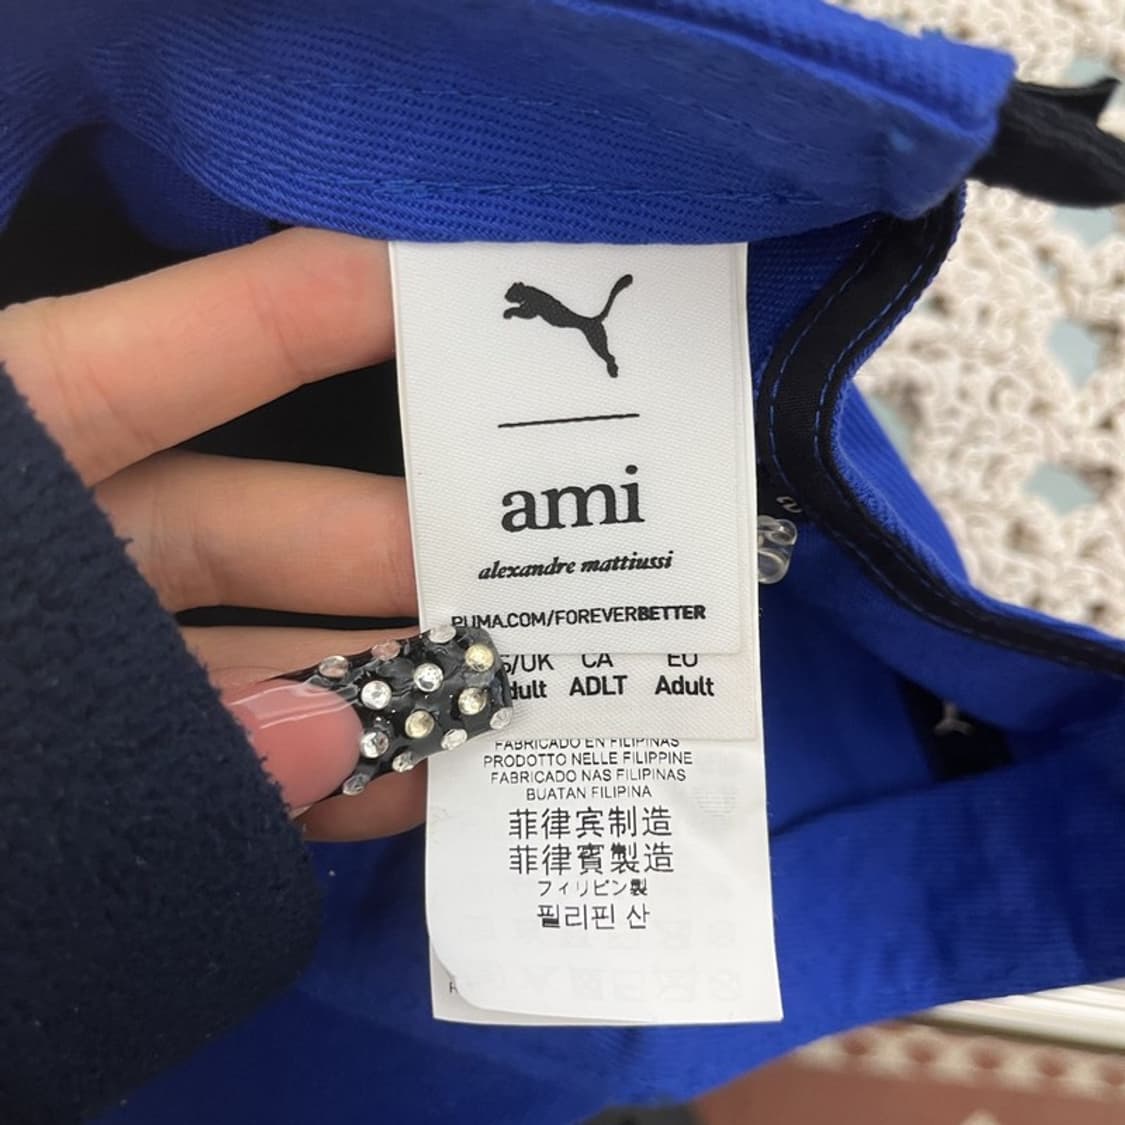 ami
alexandre mattiussi
PUMA.COM/FOREVERBETTER
CA EU
ADLT Adult
FABRICADO EN FILIPINAS
PRODOTTO NELLE FILIPPINE
FABRICADO NAS FILIPINAS
BUATAN FILIPINA
菲律宾制造
菲律賓製造
フィリピン製
필리핀 산